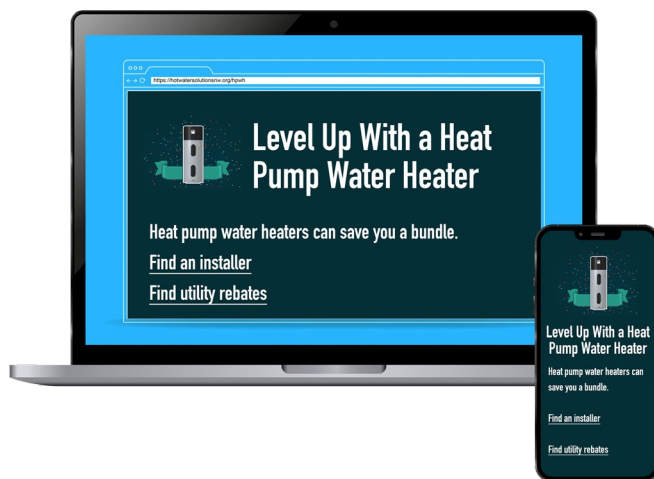 https://hotwatersolutionsnw.org/hpwh
Level Up With a Heat
Pump Water Heater
Heat pump water heaters can save you a bundle.
Find an installer
Find utility rebates
Level Up With a Heat
Pump Water Heater
Heat pump water heaters can
save you a bundle.
Find an installer
Find utility rebates